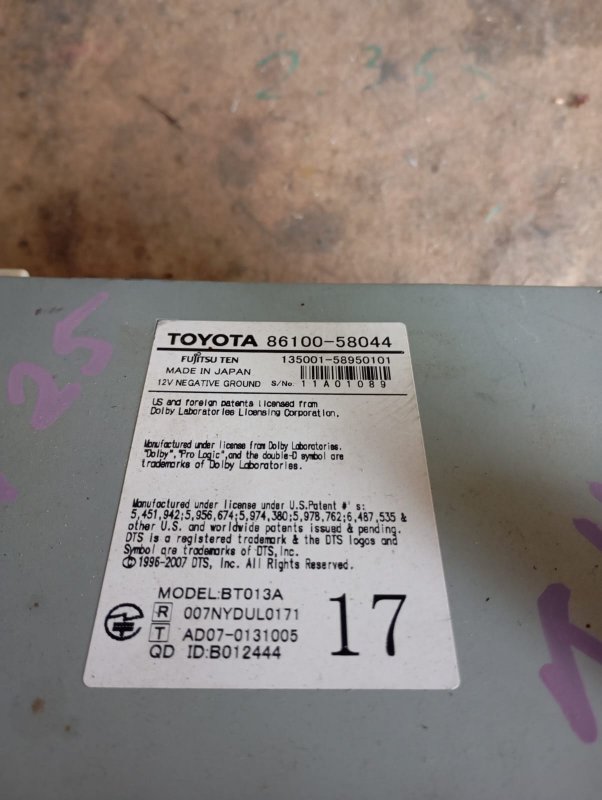 2.355
25
TOYOTA 86100-58044
FUJITSU TEN 135001-58950101
MADE IN JAPAN
12V NEGATIVE GROUND S/No. 11A01089
US and foreign patents licensed from
Dolby Laboratories Licensing Corporation.
Manufactured under license from Dolby Laboratories.
"Dolby", "Pro Logic", and the double-D symbol are
trademarks of Dolby Laboratories.
Manufactured under license under U.S.Patent #'s:
5,451,942;5,956,674;5,974,380;5,978,762;6,487,535 &
other U.S. and worldwide patents issued & pending.
DTS is a registered trademark & the DTS logos and
Symbol are trademarks of DTS,Inc.
© 1996-2007 DTS, Inc. All Rights Reserved.
MODEL:BT013A
R 007NYDUL0171
T AD07-0131005
QD ID:B012444
17